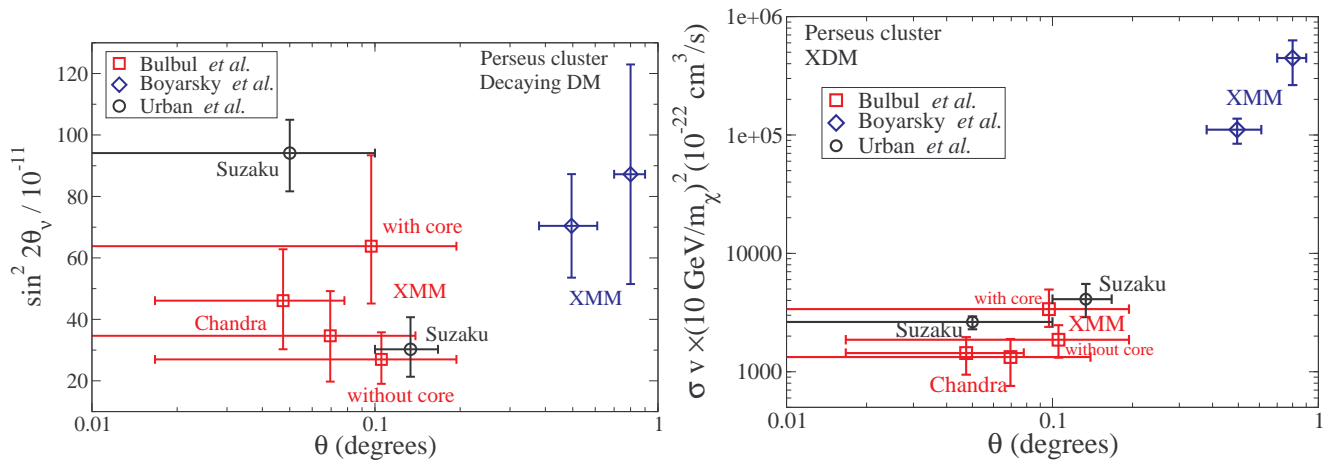 120
100
80
60
40
20
sin² 2θ_ν / 10⁻¹¹
Bulbul et al.
Boyarsky et al.
Urban et al.
Perseus cluster
Decaying DM
Suzaku
with core
XMM
Chandra
XMM
Suzaku
without core
0.01
0.1
1
θ (degrees)
1e+06
1e+05
10000
1000
σ v ×(10 GeV/m_χ)² (10⁻²² cm³/s)
Perseus cluster
XDM
XMM
Bulbul et al.
Boyarsky et al.
Urban et al.
with core
Suzaku
Suzaku
XMM
without core
Chandra
0.01
0.1
1
θ (degrees)